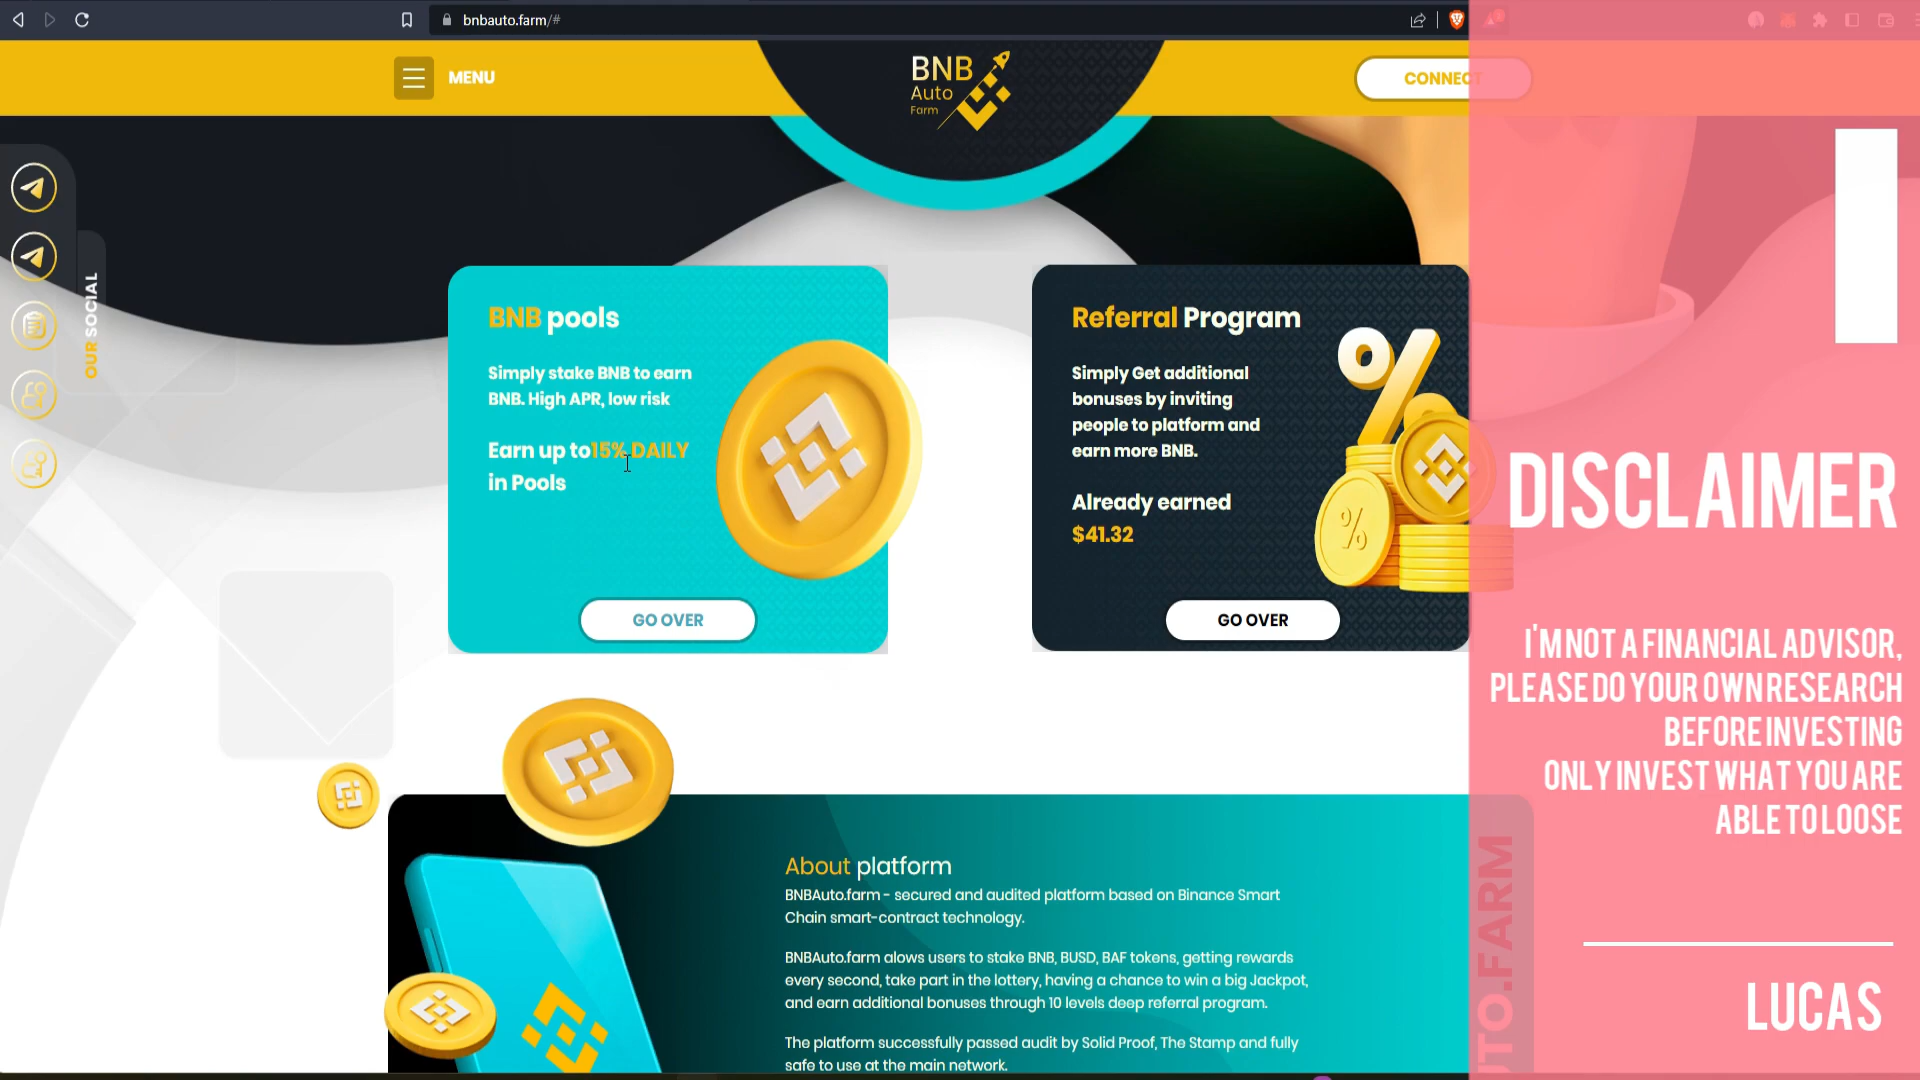 bnbauto.farm/#
MENU
BNB
Auto
Farm
CONNECT
OUR SOCIAL
BNB pools
Simply stake BNB to earn
BNB. High APR, low risk
Earn up to15% DAILY
in Pools
GO OVER
Referral Program
Simply Get additional
bonuses by inviting
people to platform and
earn more BNB.
Already earned
$41.32
GO OVER
%
%
About platform
BNBAuto.farm - secured and audited platform based on Binance Smart
Chain smart-contract technology.
BNBAuto.farm alows users to stake BNB, BUSD, BAF tokens, getting rewards
every second, take part in the lottery, having a chance to win a big Jackpot,
and earn additional bonuses through 10 levels deep referral program.
The platform successfully passed audit by Solid Proof, The Stamp and fully
safe to use at the main network.
UTO.FARM
DISCLAIMER
I'M NOT A FINANCIAL ADVISOR,
PLEASE DO YOUR OWN RESEARCH
BEFORE INVESTING
ONLY INVEST WHAT YOU ARE
ABLE TO LOOSE
LUCAS